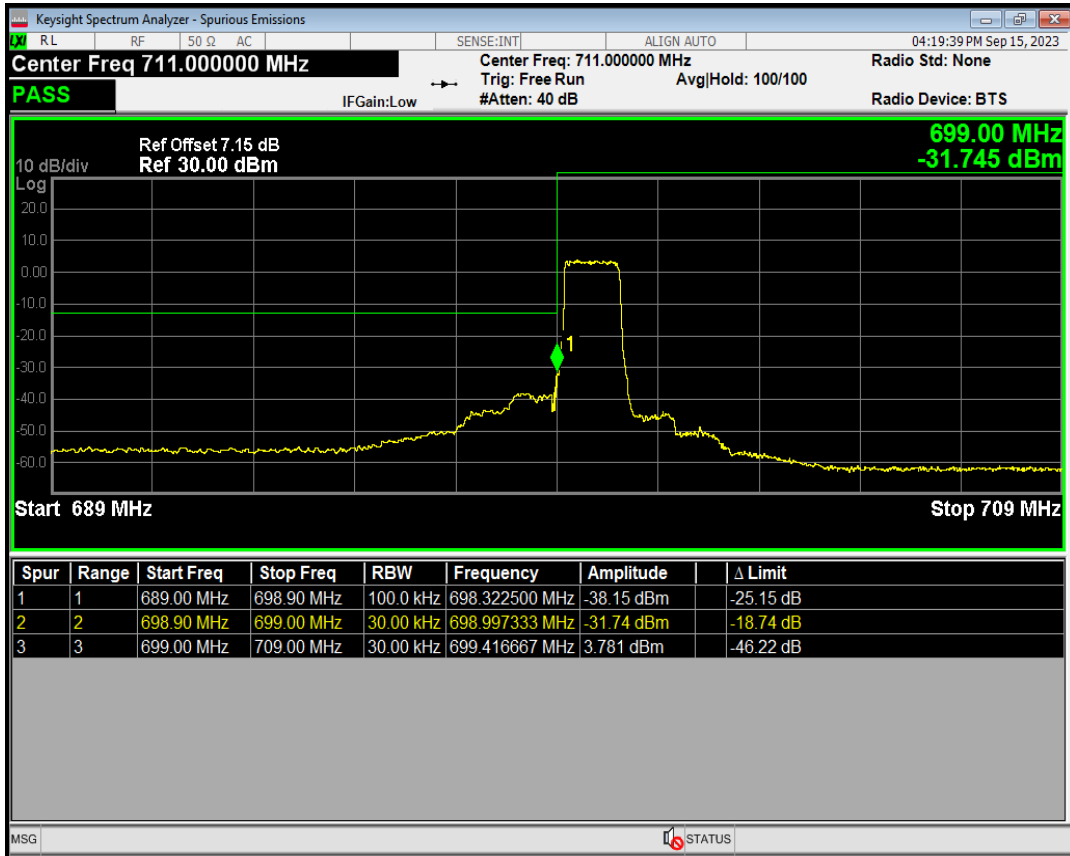 Keysight Spectrum Analyzer - Spurious Emissions
LXI RL RF 50 Ω AC SENSE:INT ALIGN AUTO 04:19:39 PM Sep 15, 2023
Center Freq 711.000000 MHz Center Freq: 711.000000 MHz Radio Std: None
Trig: Free Run Avg|Hold: 100/100
PASS IFGain:Low #Atten: 40 dB Radio Device: BTS
Ref Offset 7.15 dB 699.00 MHz
10 dB/div Ref 30.00 dBm -31.745 dBm
Log
20.0
10.0
0.00
-10.0
-20.0
1
-30.0
-40.0
-50.0
-60.0
Start 689 MHz Stop 709 MHz
Spur Range Start Freq Stop Freq RBW Frequency Amplitude Δ Limit
1 1 689.00 MHz 698.90 MHz 100.0 kHz 698.322500 MHz -38.15 dBm -25.15 dB
2 2 698.90 MHz 699.00 MHz 30.00 kHz 698.997333 MHz -31.74 dBm -18.74 dB
3 3 699.00 MHz 709.00 MHz 30.00 kHz 699.416667 MHz 3.781 dBm -46.22 dB
MSG STATUS